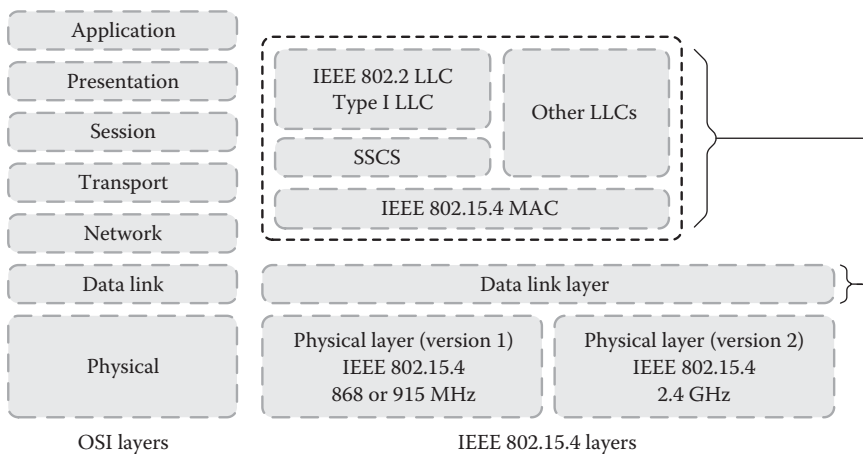 Application
Presentation
Session
Transport
Network
Data link
Physical
OSI layers
IEEE 802.2 LLC
Type I LLC
Other LLCs
SSCS
IEEE 802.15.4 MAC
Data link layer
Physical layer (version 1)
IEEE 802.15.4
868 or 915 MHz
Physical layer (version 2)
IEEE 802.15.4
2.4 GHz
IEEE 802.15.4 layers